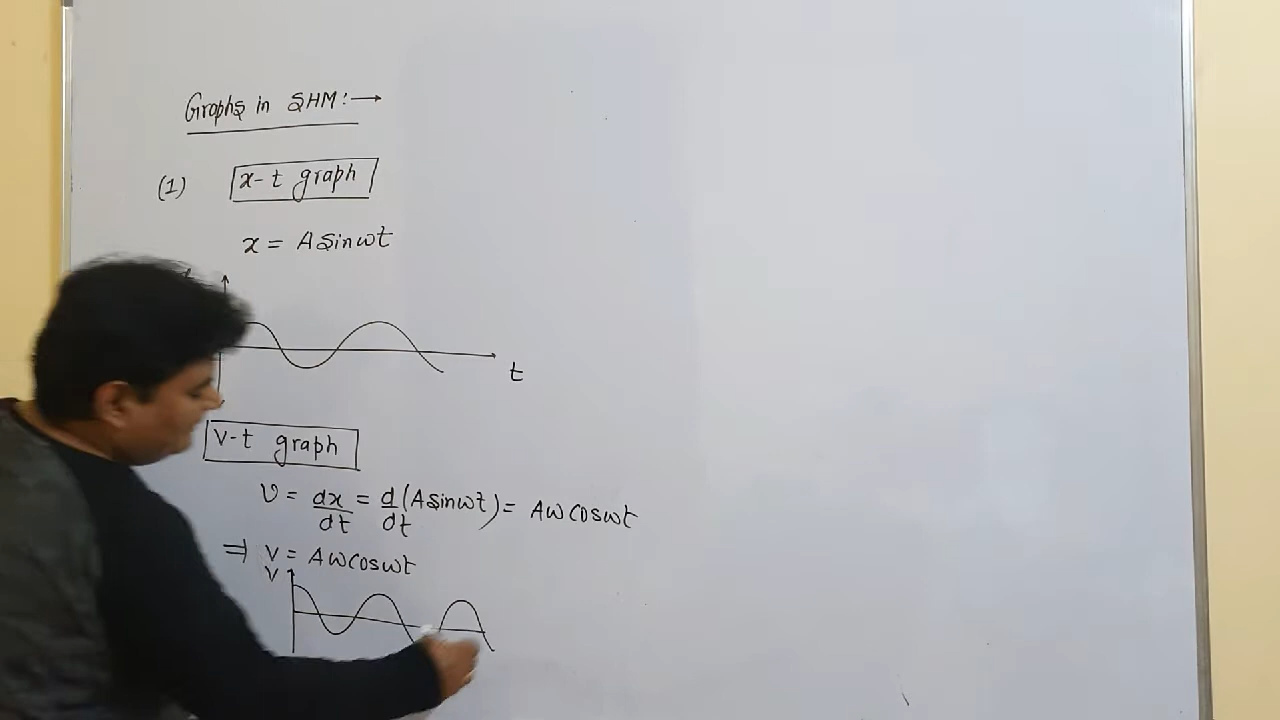 Graphs in SHM:→
(1) x-t graph
x = A sinωt
t
v-t graph
v = dx/dt = d/dt (A sinωt) = Aω cosωt
⇒ v = Aω cosωt
v